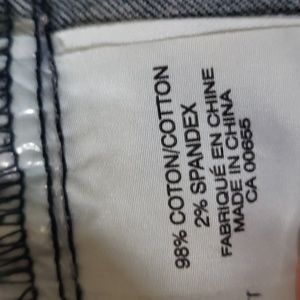 98% COTON/COTTON
2% SPANDEX
FABRIQUÉ EN CHINE
MADE IN CHINA
CA 00655